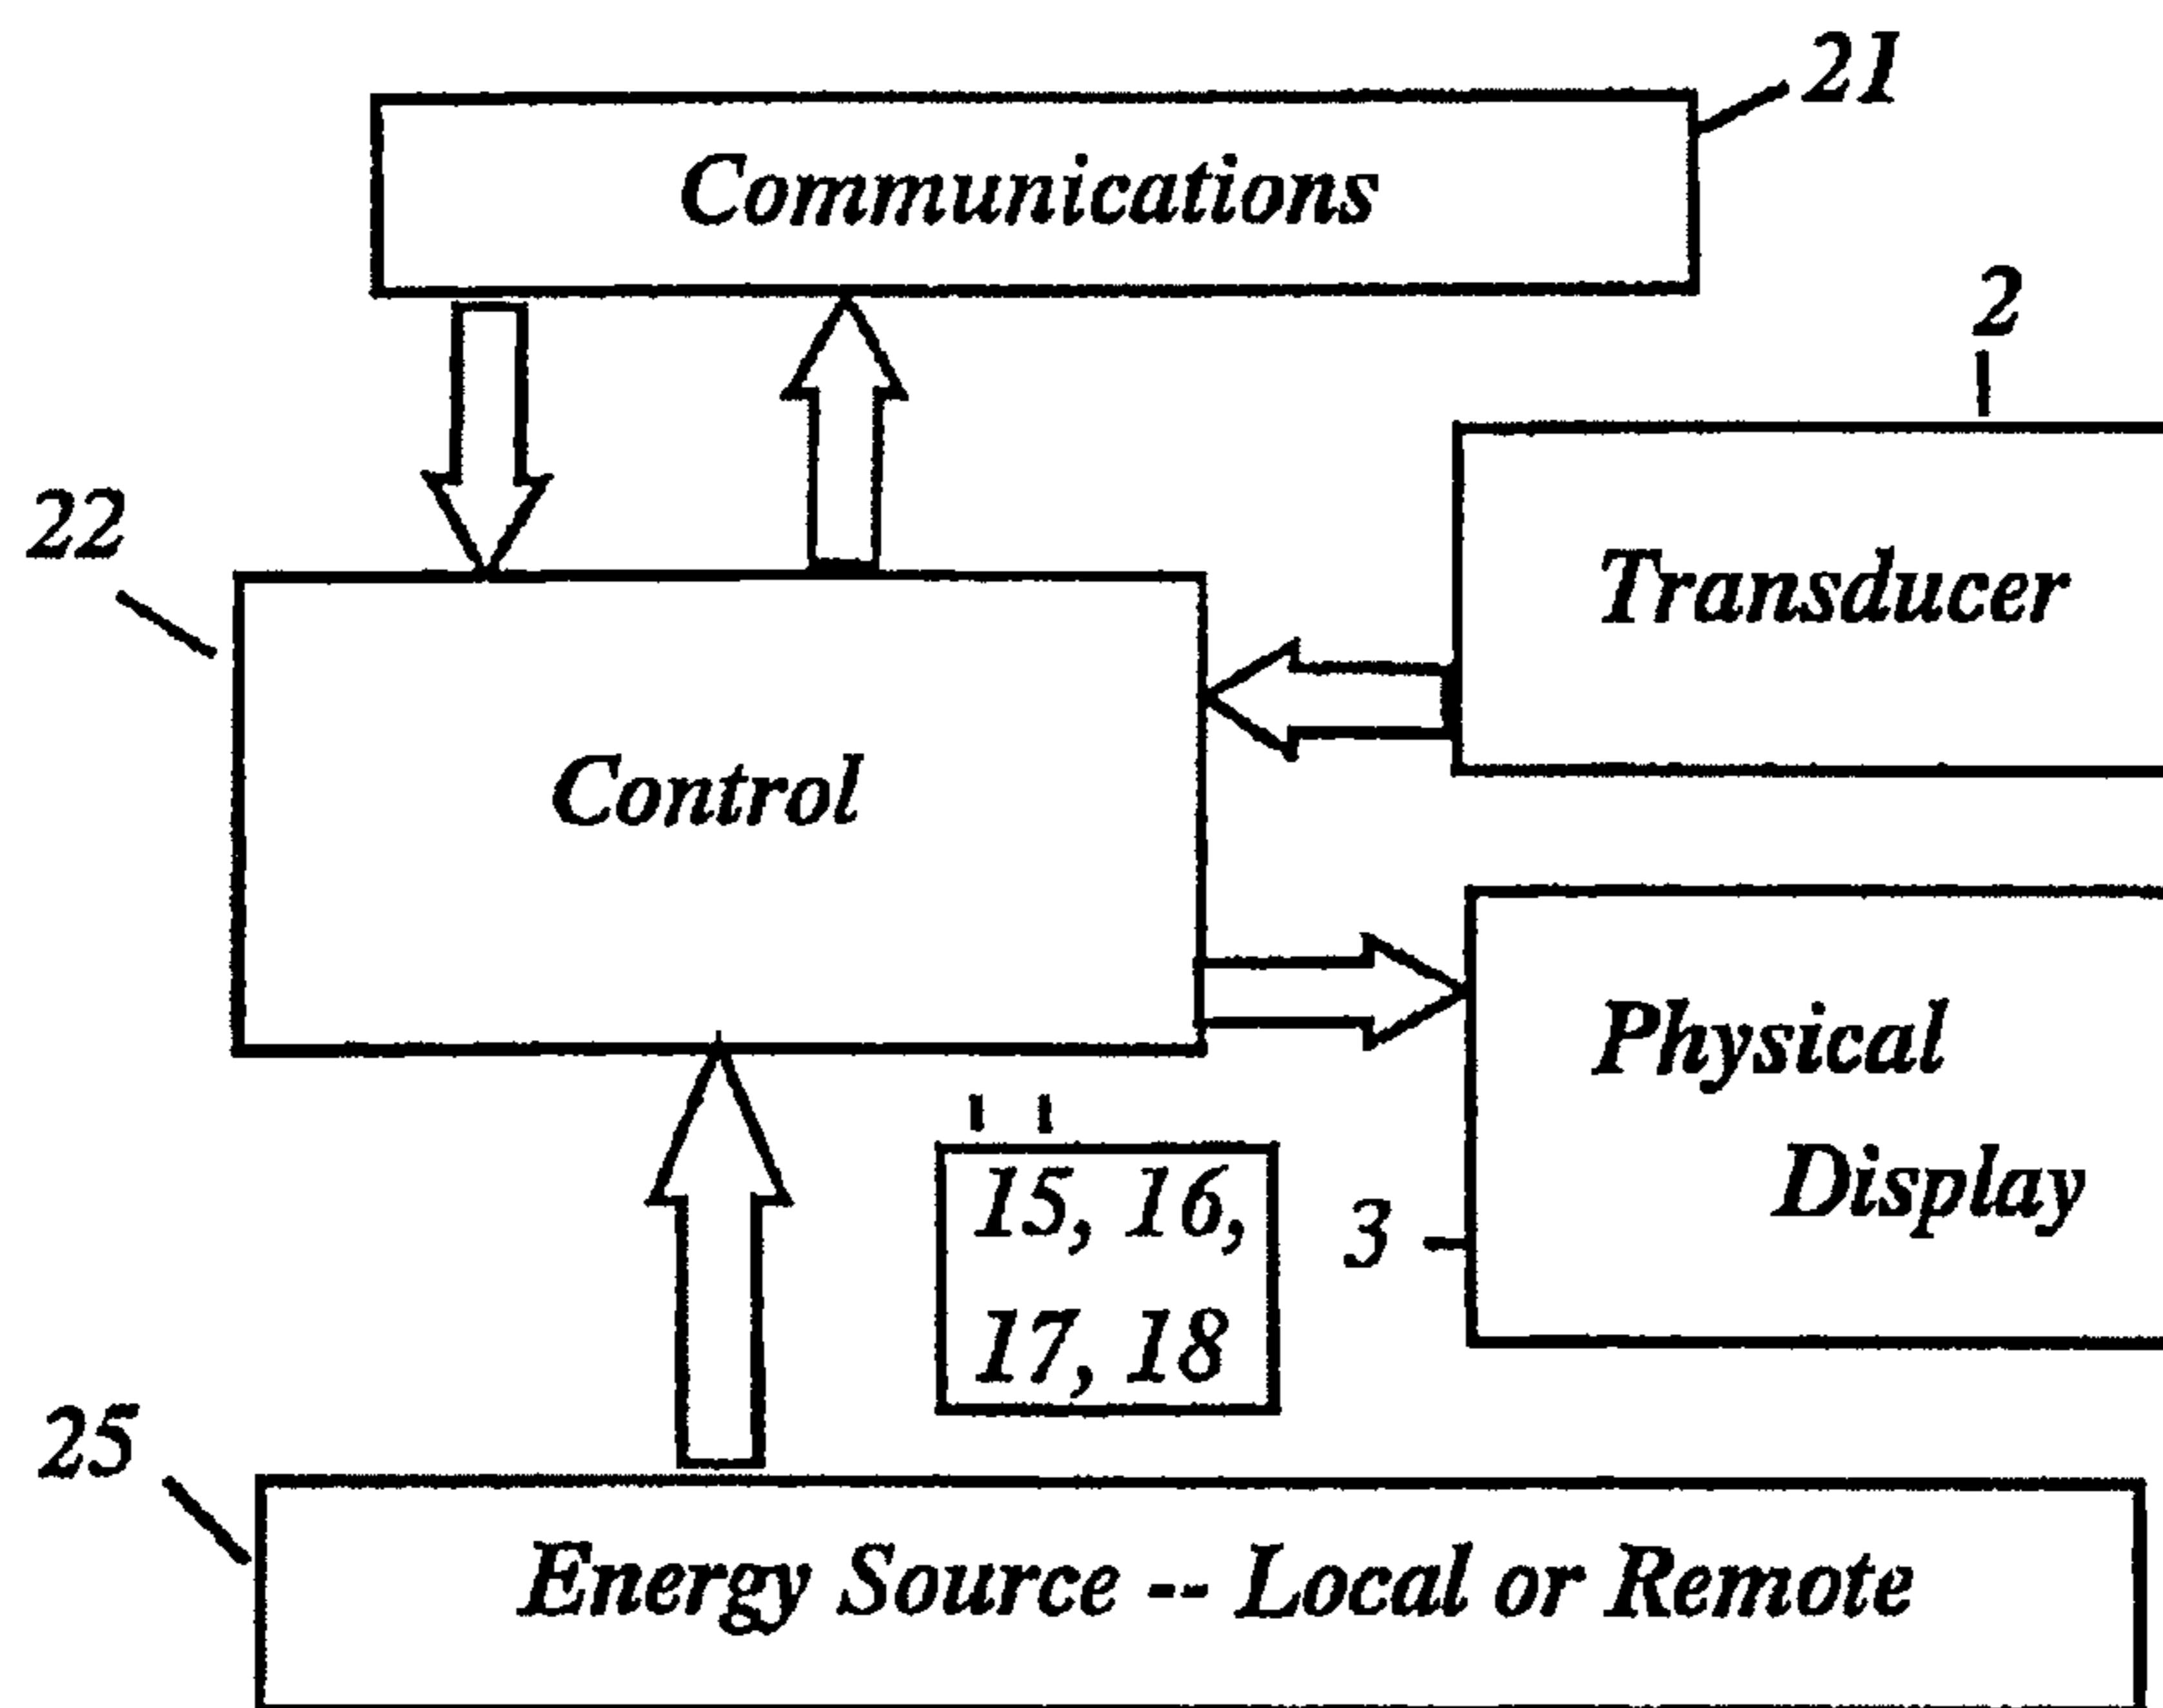 21
Communications
2
22
Transducer
Control
Physical
Display
15, 16,
3
17, 18
25
Energy Source -- Local or Remote